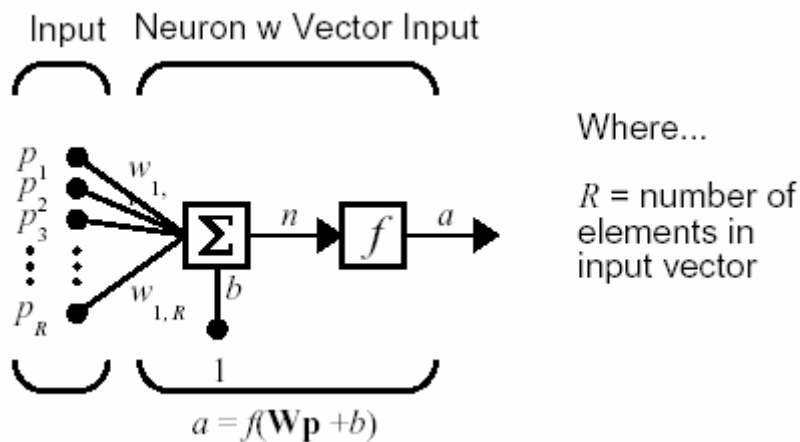 Input
Neuron w Vector Input
p1
p2
p3
pR
w1,
w1, R
Σ
n
f
a
b
1
a = f(Wp +b)
Where...
R = number of
elements in
input vector